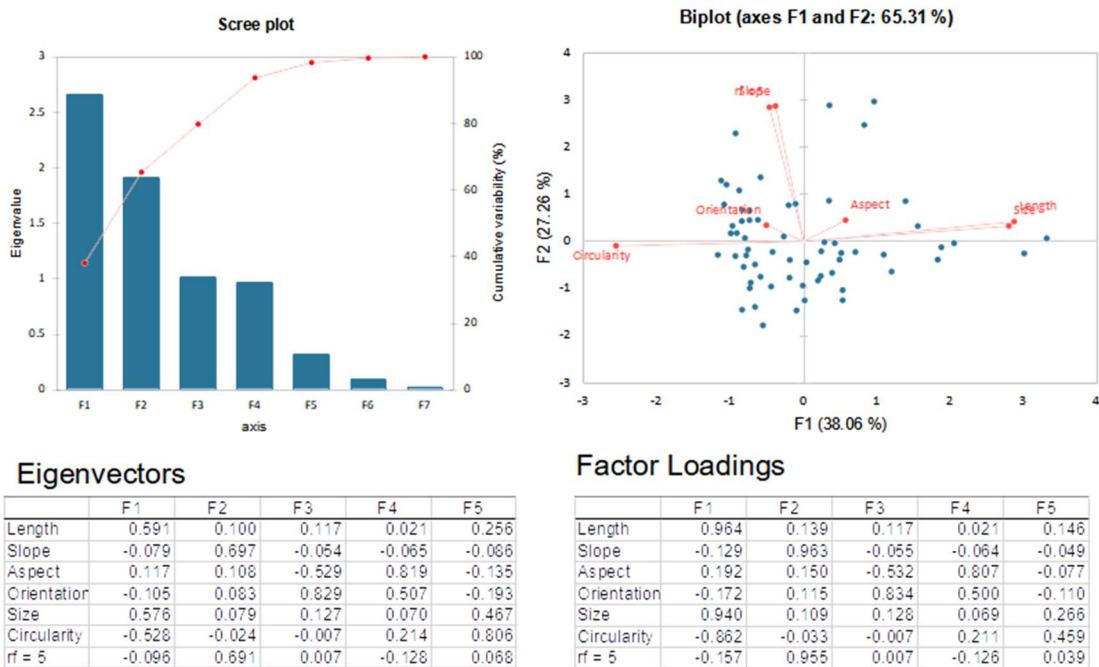 Scree plot
3
2.5
2
1.5
1
0.5
0
100
80
60
40
20
0
Eigenvalue
Cumulative variability (%)
F1 F2 F3 F4 F5 F6 F7
axis
Biplot (axes F1 and F2: 65.31 %)
4
3
2
1
0
-1
-2
-3
F2 (27.26 %)
Slope
Orientation
Aspect
Length
Size
Circularity
-3 -2 -1 0 1 2 3 4
F1 (38.06 %)
Eigenvectors
F1 F2 F3 F4 F5
Length 0.591 0.100 0.117 0.021 0.256
Slope -0.079 0.697 -0.054 -0.065 -0.086
Aspect 0.117 0.108 -0.529 0.819 -0.135
Orientation -0.105 0.083 0.829 0.507 -0.193
Size 0.576 0.079 0.127 0.070 0.467
Circularity -0.528 -0.024 -0.007 0.214 0.806
rf = 5 -0.096 0.691 0.007 -0.128 0.068
Factor Loadings
F1 F2 F3 F4 F5
Length 0.964 0.139 0.117 0.021 0.146
Slope -0.129 0.963 -0.055 -0.064 -0.049
Aspect 0.192 0.150 -0.532 0.807 -0.077
Orientation -0.172 0.115 0.834 0.500 -0.110
Size 0.940 0.109 0.128 0.069 0.266
Circularity -0.862 -0.033 -0.007 0.211 0.459
rf = 5 -0.157 0.955 0.007 -0.126 0.039